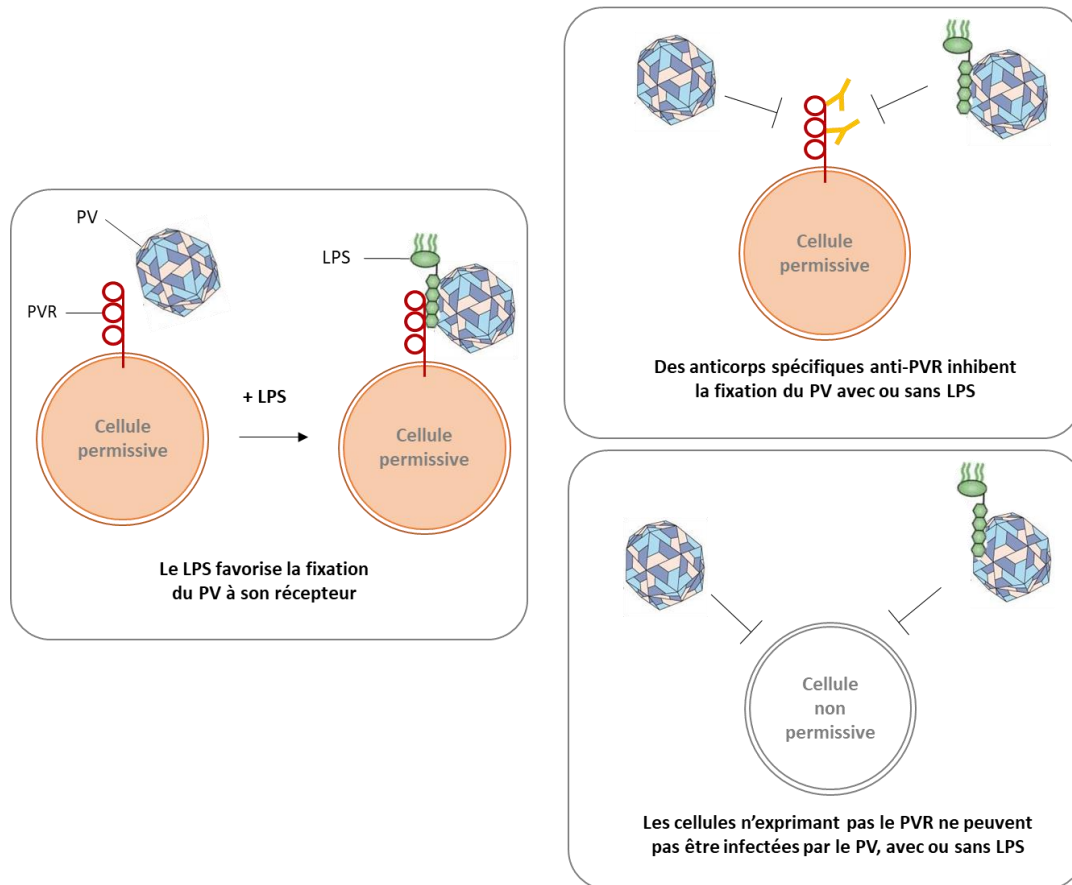 PV
PVR
Cellule
permissive
+ LPS
LPS
Cellule
permissive
Le LPS favorise la fixation
du PV à son récepteur
Cellule
permissive
Des anticorps spécifiques anti-PVR inhibent
la fixation du PV avec ou sans LPS
Cellule
non
permissive
Les cellules n’exprimant pas le PVR ne peuvent
pas être infectées par le PV, avec ou sans LPS